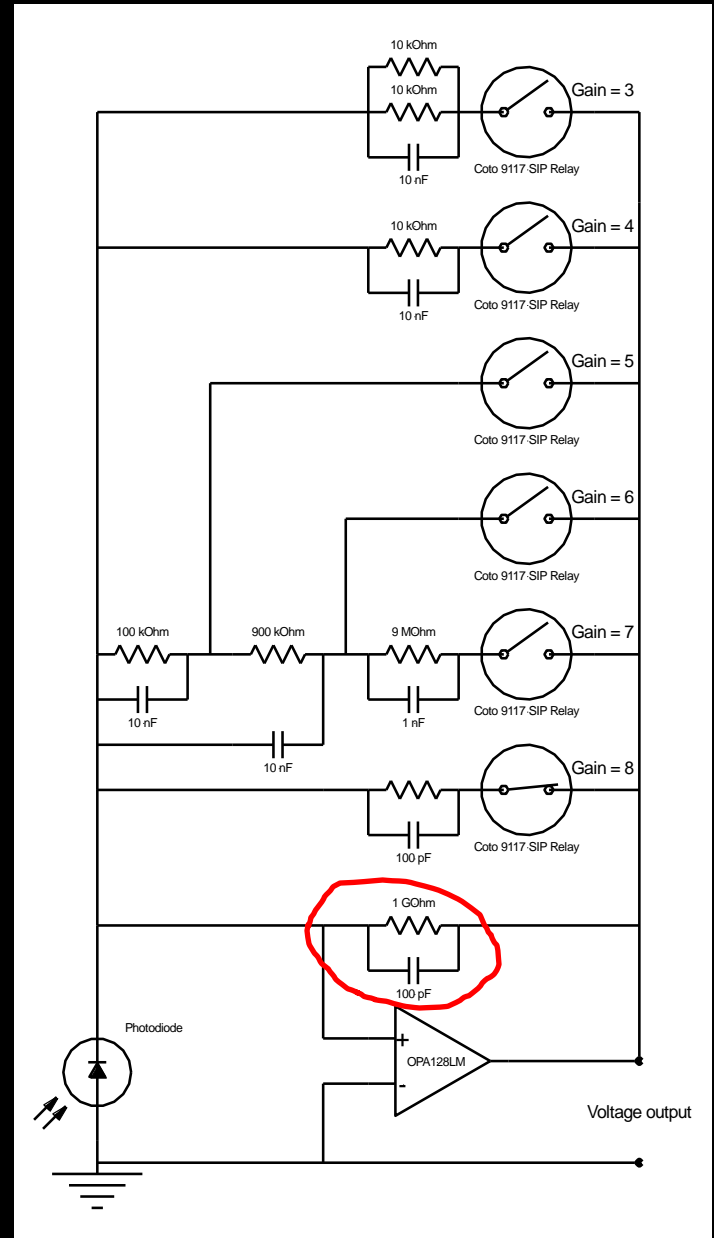 10 kOhm
10 kOhm
10 nF
Gain = 3
Coto 9117 SIP Relay
10 kOhm
10 nF
Gain = 4
Coto 9117 SIP Relay
Gain = 5
Coto 9117 SIP Relay
Gain = 6
Coto 9117 SIP Relay
100 kOhm
900 kOhm
9 MOhm
Gain = 7
10 nF
1 nF
Coto 9117 SIP Relay
10 nF
Gain = 8
100 pF
Coto 9117 SIP Relay
1 GOhm
100 pF
Photodiode
+
OPA128LM
-
Voltage output